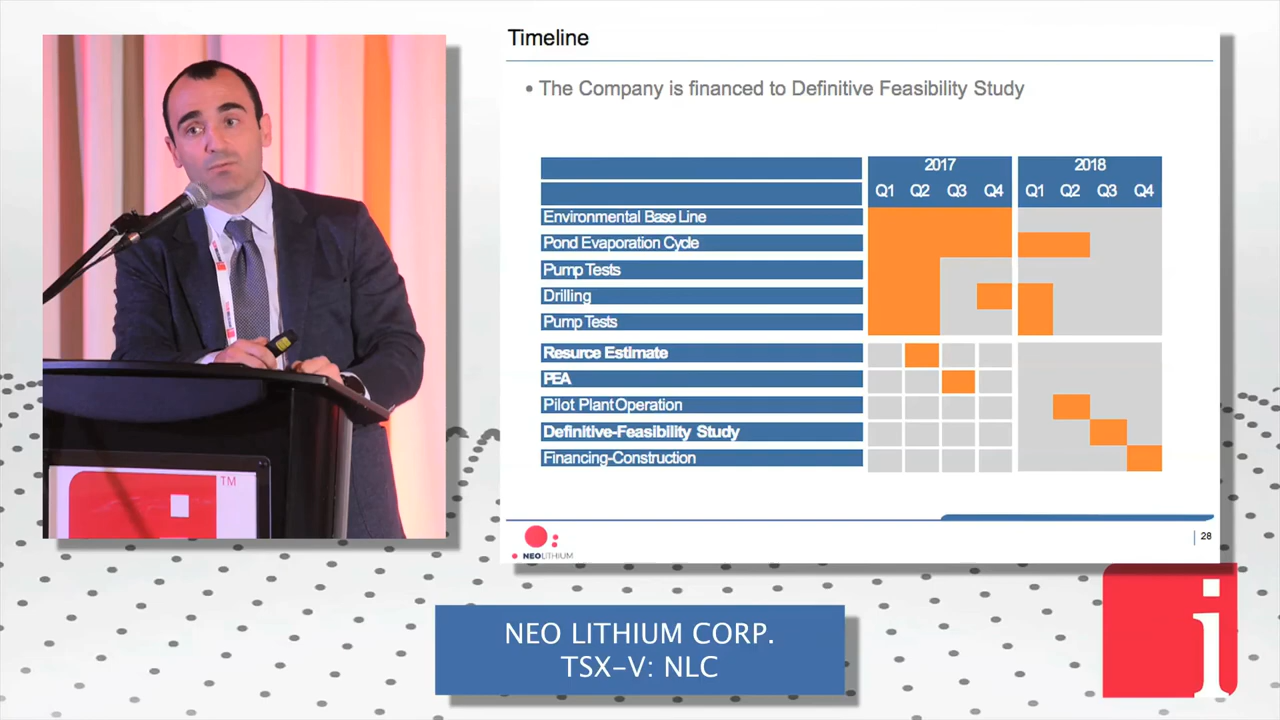 Timeline
• The Company is financed to Definitive Feasibility Study
2017 2018
Q1 Q2 Q3 Q4 Q1 Q2 Q3 Q4
Environmental Base Line
Pond Evaporation Cycle
Pump Tests
Drilling
Pump Tests
Resurce Estimate
PEA
Pilot Plant Operation
Definitive-Feasibility Study
Financing-Construction
NEOLITHIUM
28
TM
i
NEO LITHIUM CORP.
TSX-V: NLC